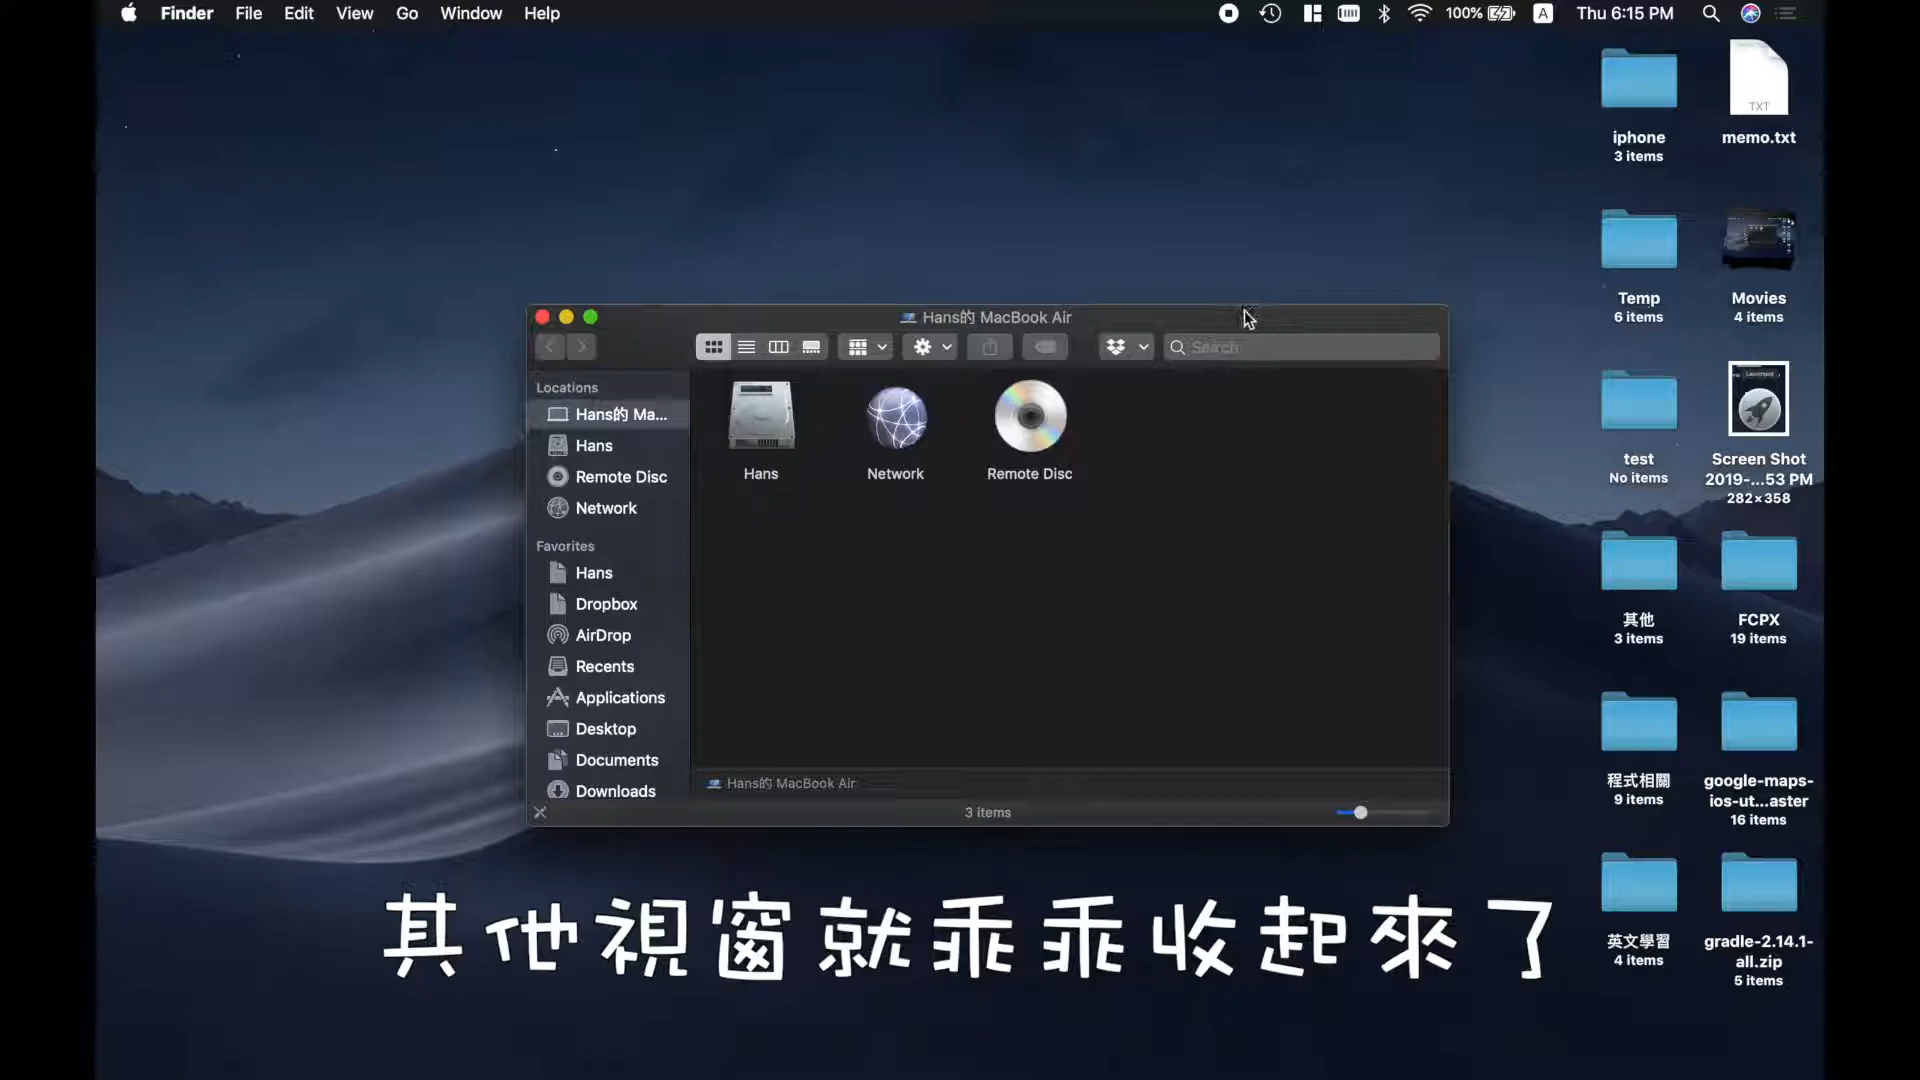 Finder File Edit View Go Window Help
100% A Thu 6:15 PM
iphone
3 items
TXT
memo.txt
Temp
6 items
Movies
4 items
test
No items
Screen Shot
2019-...53 PM
282×358
其他
3 items
FCPX
19 items
程式相關
9 items
google-maps-
ios-ut...aster
16 items
英文學習
4 items
gradle-2.14.1-
all.zip
5 items
Hans的 MacBook Air
Search
Locations
Hans的 Ma...
Hans
Remote Disc
Network
Favorites
Hans
Dropbox
AirDrop
Recents
Applications
Desktop
Documents
Downloads
Hans
Network
Remote Disc
Hans的 MacBook Air
3 items
其他視窗就乖乖收起來了